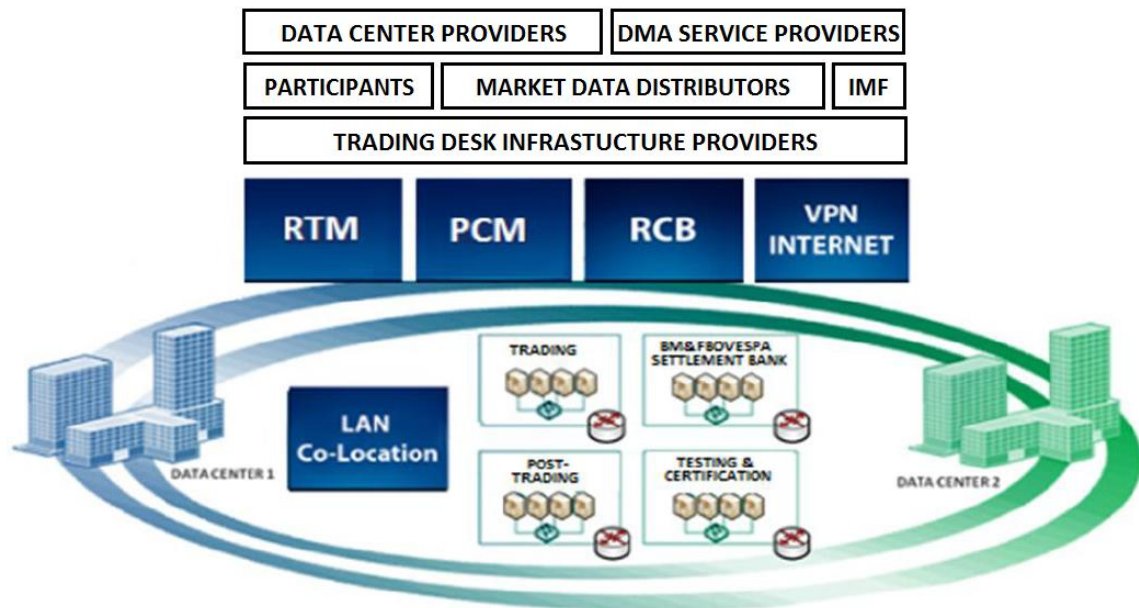 DATA CENTER PROVIDERS
DMA SERVICE PROVIDERS
PARTICIPANTS
MARKET DATA DISTRIBUTORS
IMF
TRADING DESK INFRASTUCTURE PROVIDERS
RTM
PCM
RCB
VPN
INTERNET
TRADING
BM&FBOVESPA
SETTLEMENT BANK
LAN
Co-Location
DATA CENTER 1
POST-
TRADING
TESTING &
CERTIFICATION
DATA CENTER 2